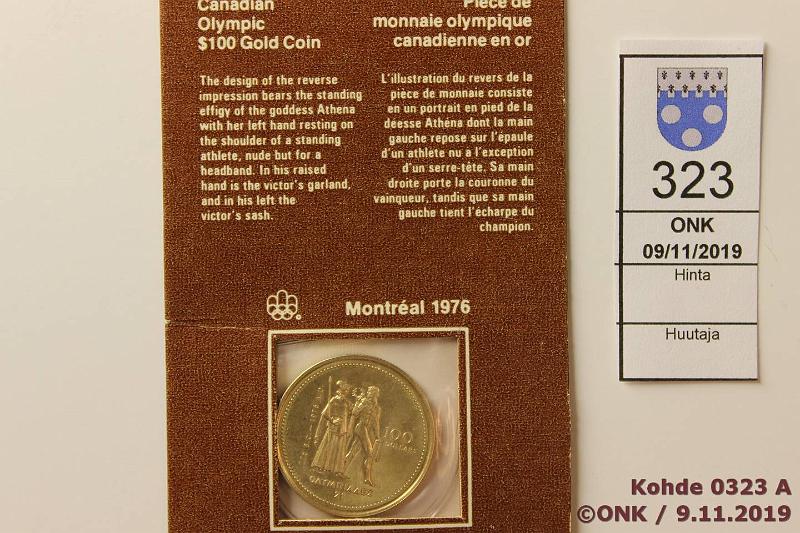 Canadian
Olympic
$100 Gold Coin
Pièce de
monnaie olympique
canadienne en or
The design of the reverse
impression bears the standing
effigy of the goddess Athena
with her left hand resting on
the shoulder of a standing
athlete, nude but for a
headband. In his raised
hand is the victor's garland,
and in his left the
victor's sash.
L'illustration du revers de la
pièce de monnaie consiste
en un portrait en pied de la
déesse Athéna dont la main
gauche repose sur l'épaule
d'un athlète nu a l'exception
d'un serre-tête. Sa main
droite porte la couronne du
vainqueur, tandis que sa main
gauche tient l'écharpe du
champion.
Montréal 1976
100
DOLLARS
323
ONK
09/11/2019
Hinta
Huutaja
Kohde 0323 A
©ONK / 9.11.2019